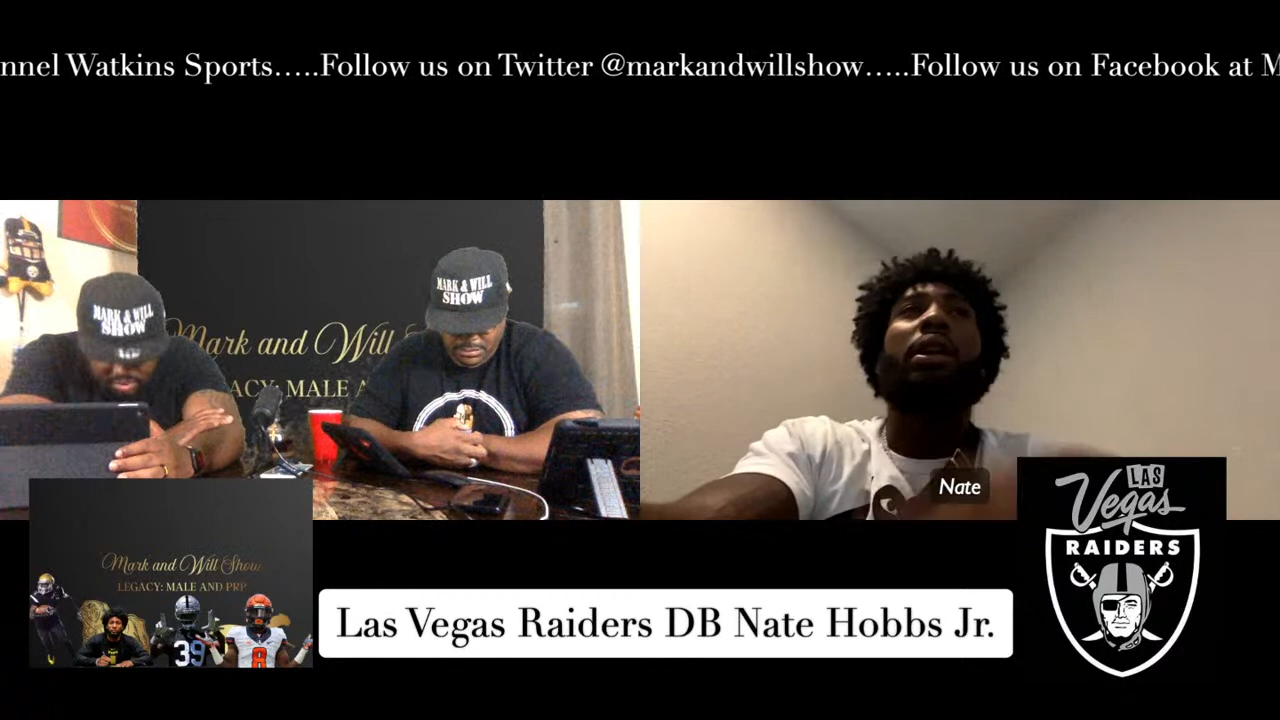 nnel Watkins Sports.....Follow us on Twitter @markandwillshow.....Follow us on Facebook at M
MARK & WILL
SHOW
MARK & WILL
SHOW
Mark and Will S
ACY: MALE A
Nate
LAS
Vegas
RAIDERS
Mark and Will Show
LEGACY: MALE AND PRP
39
8
Las Vegas Raiders DB Nate Hobbs Jr.